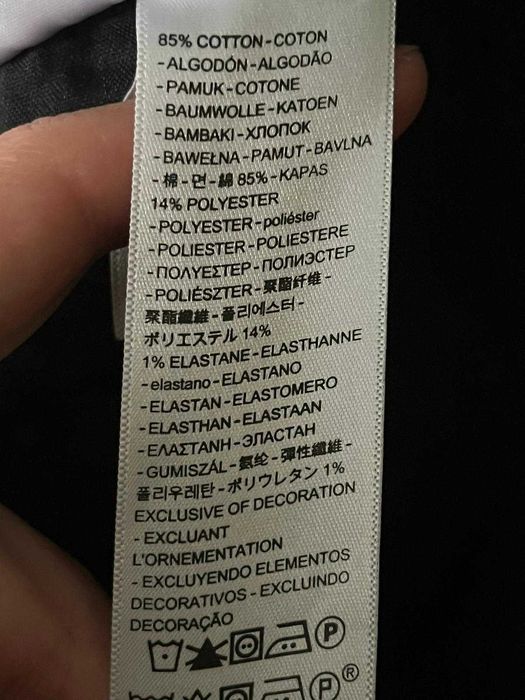 85% COTTON-COTON
-ALGODÓN-ALGODÃO
-PAMUK-COTONE
-BAUMWOLLE-KATOEN
-BAMBAKI-ХЛОПОК
-BAWEŁNA-PAMUT-BAVLNA
-棉-면-綿 85%-KAPAS
14% POLYESTER
-POLYESTER-poliéster
-POLIESTER-POLIESTERE
-ΠΟΛΥΕΣΤΕΡ-ПОЛИЭСТЕР
-POLIÉSZTER-聚酯纤维-
聚酯纖維-폴리에스터-
ポリエステル 14%
1% ELASTANE-ELASTHANNE
-elastano-ELASTANO
-ELASTAN-ELASTOMERO
-ELASTHAN-ELASTAAN
-ΕΛΑΣΤΑΝΗ-ЭЛАСТАН
-GUMISZÁL-氨纶-彈性纖維-
폴리우레탄-ポリウレタン 1%
EXCLUSIVE OF DECORATION
- EXCLUANT
L'ORNEMENTATION
- EXCLUYENDO ELEMENTOS
DECORATIVOS - EXCLUINDO
DECORAÇÃO
P
P ®